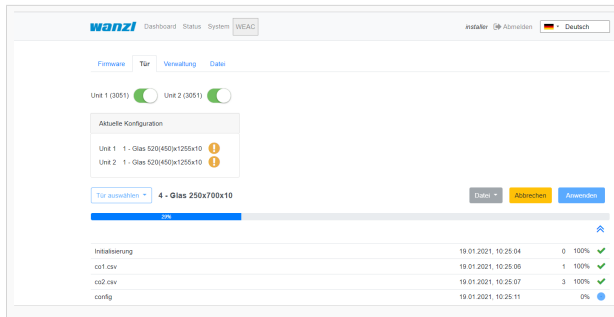 wanzl Dashboard Status System WEAC installer Abmelden Deutsch
Firmware Tür Verwaltung Datei
Unit 1 (3051) Unit 2 (3051)
Aktuelle Konfiguration
Unit 1 1 - Glas 520(450)x1255x10
Unit 2 1 - Glas 520(450)x1255x10
Tür auswählen 4 - Glas 250x700x10 Datei Abbrechen Anwenden
29%
Initialisierung 19.01.2021, 10:25:04 0 100%
co1.csv 19.01.2021, 10:25:06 1 100%
co2.csv 19.01.2021, 10:25:07 3 100%
config 19.01.2021, 10:25:11 0%